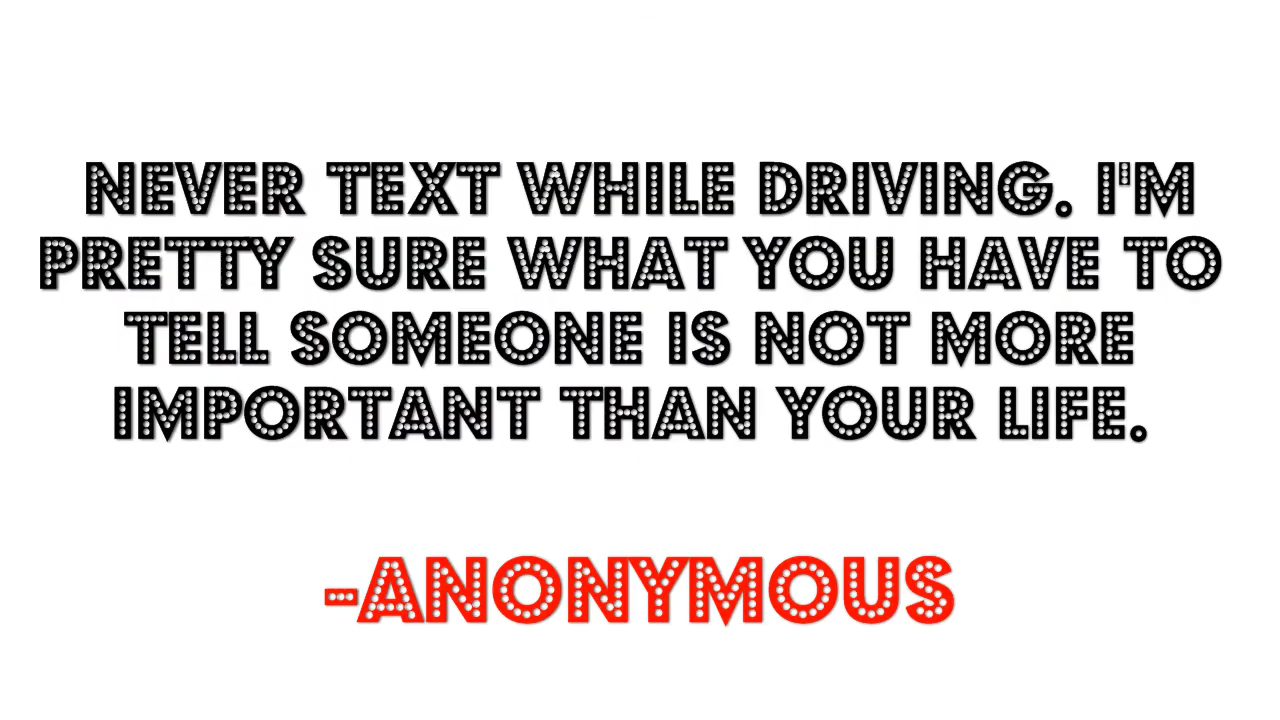 NEVER TEXT WHILE DRIVING. I'M
PRETTY SURE WHAT YOU HAVE TO
TELL SOMEONE IS NOT MORE
IMPORTANT THAN YOUR LIFE.
-ANONYMOUS